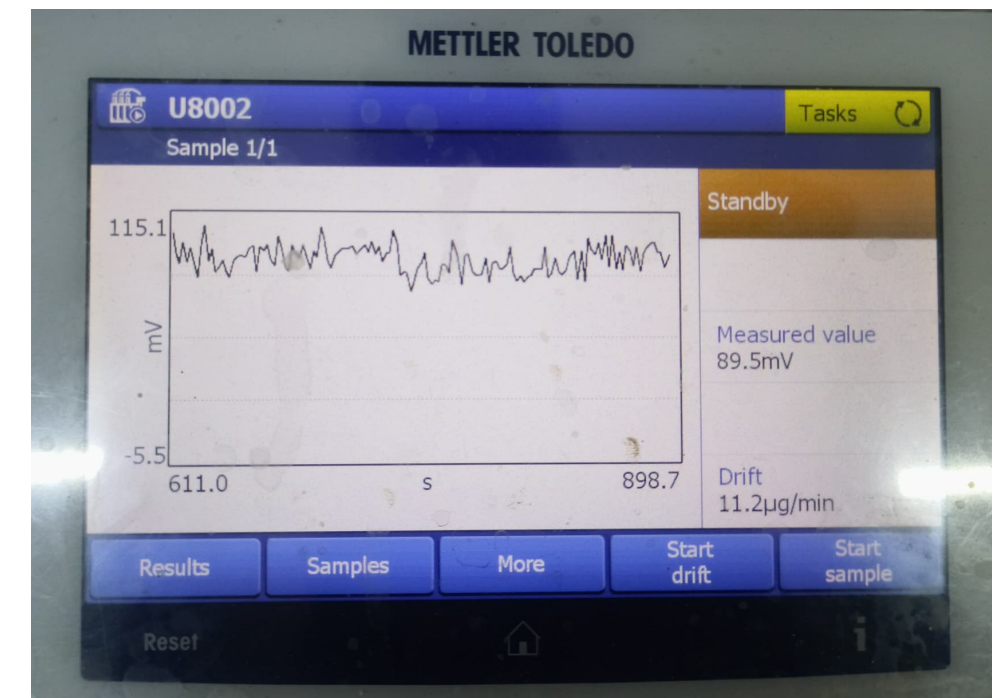 METTLER TOLEDO
U8002
Tasks
Sample 1/1
Standby
115.1
mV
-5.5
611.0
s
898.7
Measured value
89.5mV
Drift
11.2µg/min
Results
Samples
More
Start
drift
Start
sample
Reset
i